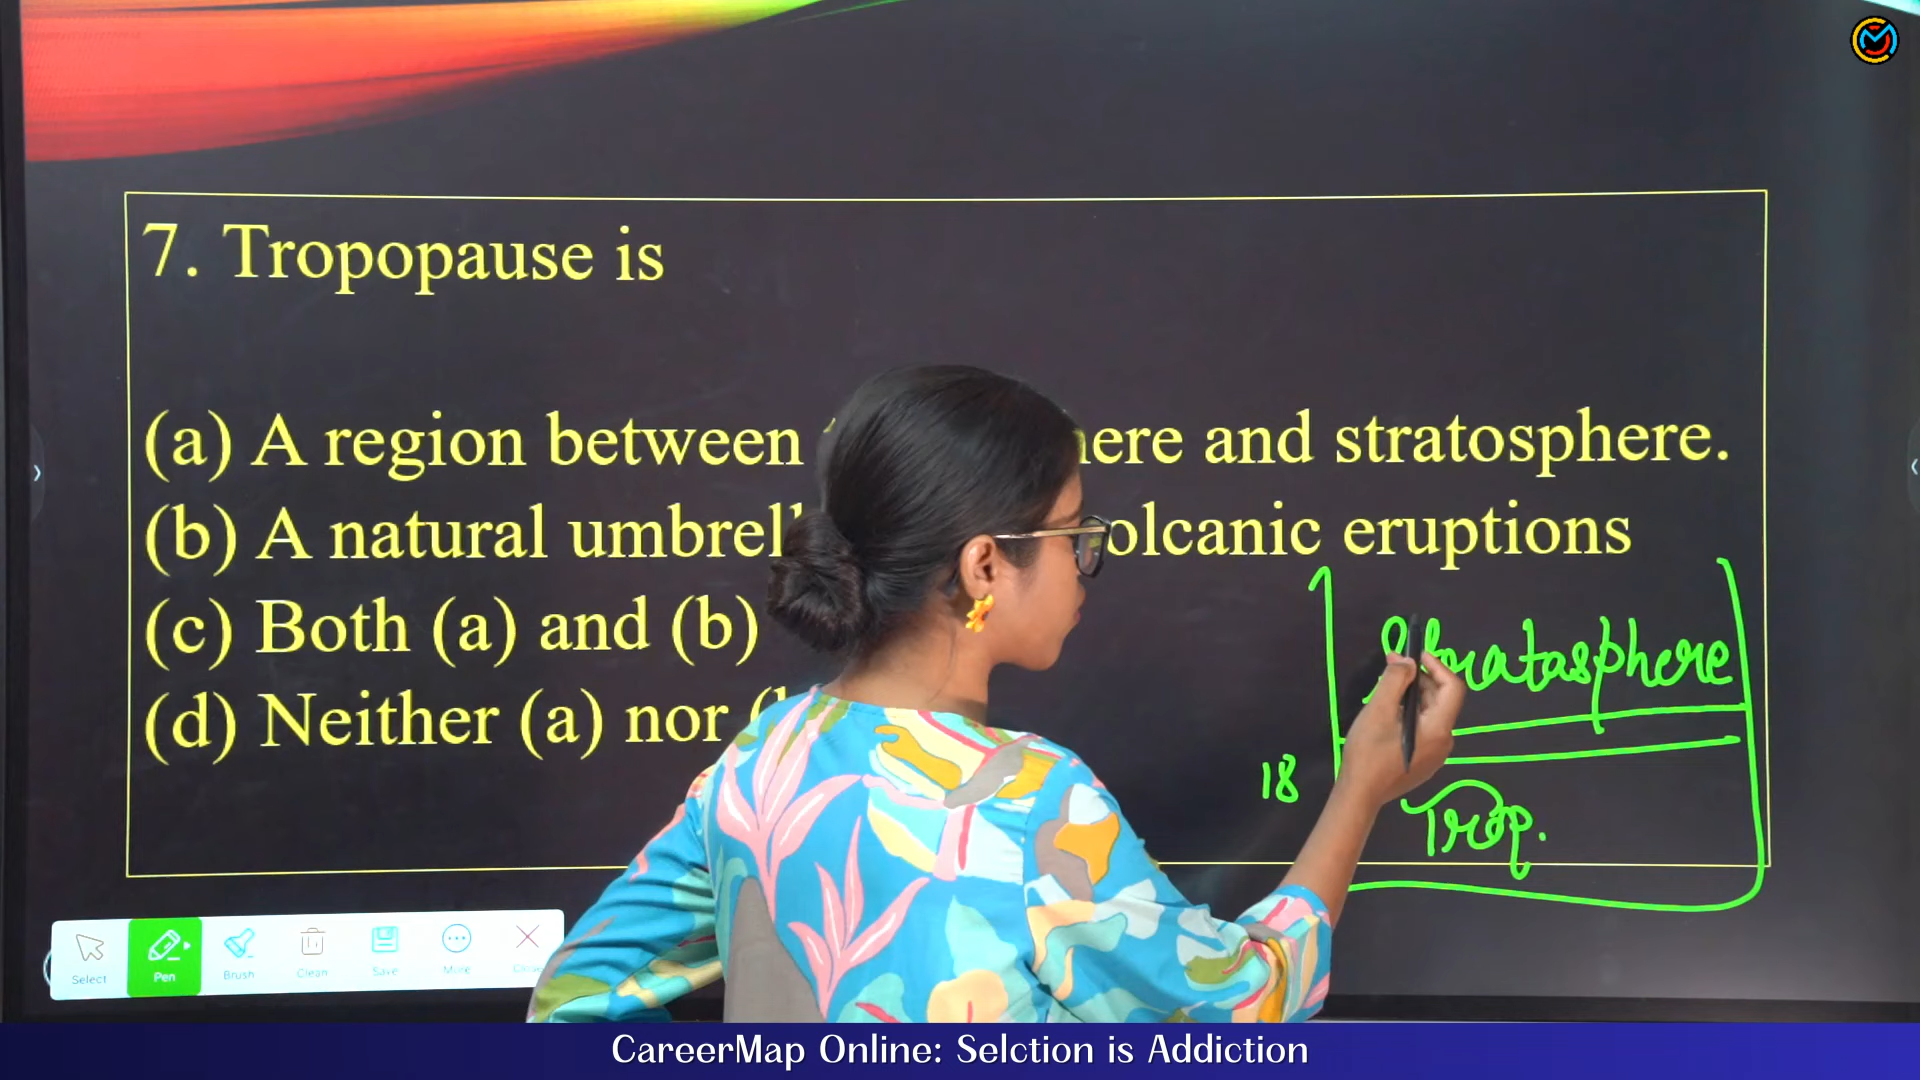 7. Tropopause is
(a) A region between ere and stratosphere.
(b) A natural olcanic eruptions
(c) Both (a) and (b)
(d) Neither (a) nor
Stratasphere
18
Trop.
Select
Pen
Brush
Clean
Save
More
Close
CareerMap Online: Selction is Addiction